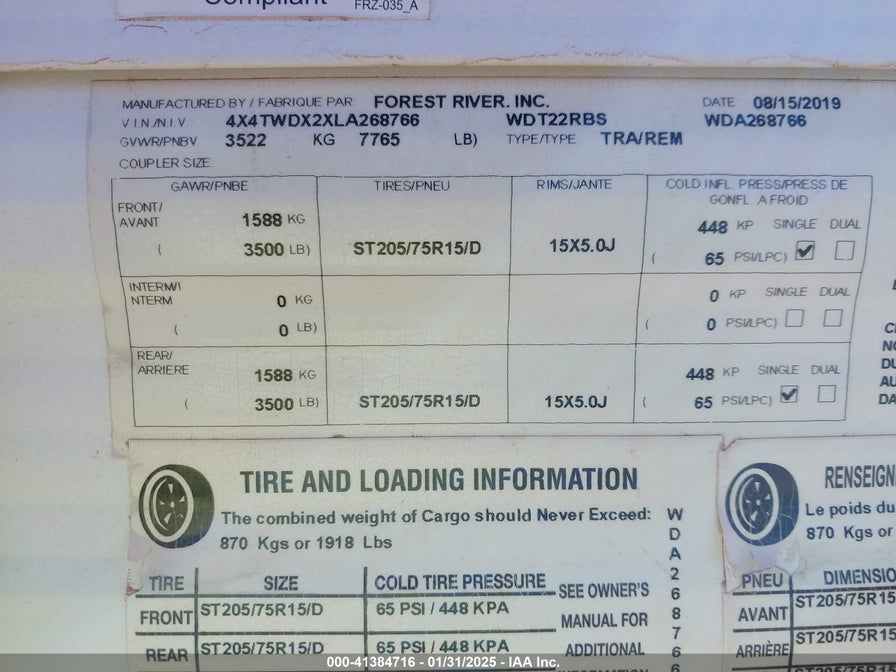 Compliant FRZ-035_A
MANUFACTURED BY / FABRIQUE PAR: FOREST RIVER. INC. DATE: 08/15/2019
V I N./N I V. 4X4TWDX2XLA268766 WDT22RBS WDA268766
GVWR/PNBV 3522 KG 7765 LB) TYPE/TYPE TRA/REM
COUPLER SIZE:
GAWR/PNBE TIRES/PNEU RIMS/JANTE COLD INFL. PRESS/PRESS DE
GONFL. A FROID
FRONT/
AVANT 1588 KG 448 KP SINGLE DUAL
( 3500 LB) ST205/75R15/D 15X5.0J ( 65 PSI/LPC)
INTERM/I
NTERM 0 KG 0 KP SINGLE DUAL
( 0 LB) ( 0 PSI/LPC)
REAR/
ARRIERE 1588 KG 448 KP SINGLE DUAL
( 3500 LB) ST205/75R15/D 15X5.0J ( 65 PSI/LPC)
TIRE AND LOADING INFORMATION
The combined weight of Cargo should Never Exceed:
870 Kgs or 1918 Lbs
TIRE SIZE COLD TIRE PRESSURE SEE OWNER'S
FRONT ST205/75R15/D 65 PSI / 448 KPA MANUAL FOR
REAR ST205/75R15/D 65 PSI / 448 KPA ADDITIONAL
WDA26876
Le poids du
870 Kgs or
PNEU
AVANT ST205/75R15
ARRIÈRE ST205/75R15
000-41384716 - 01/31/2025 - IAA Inc.